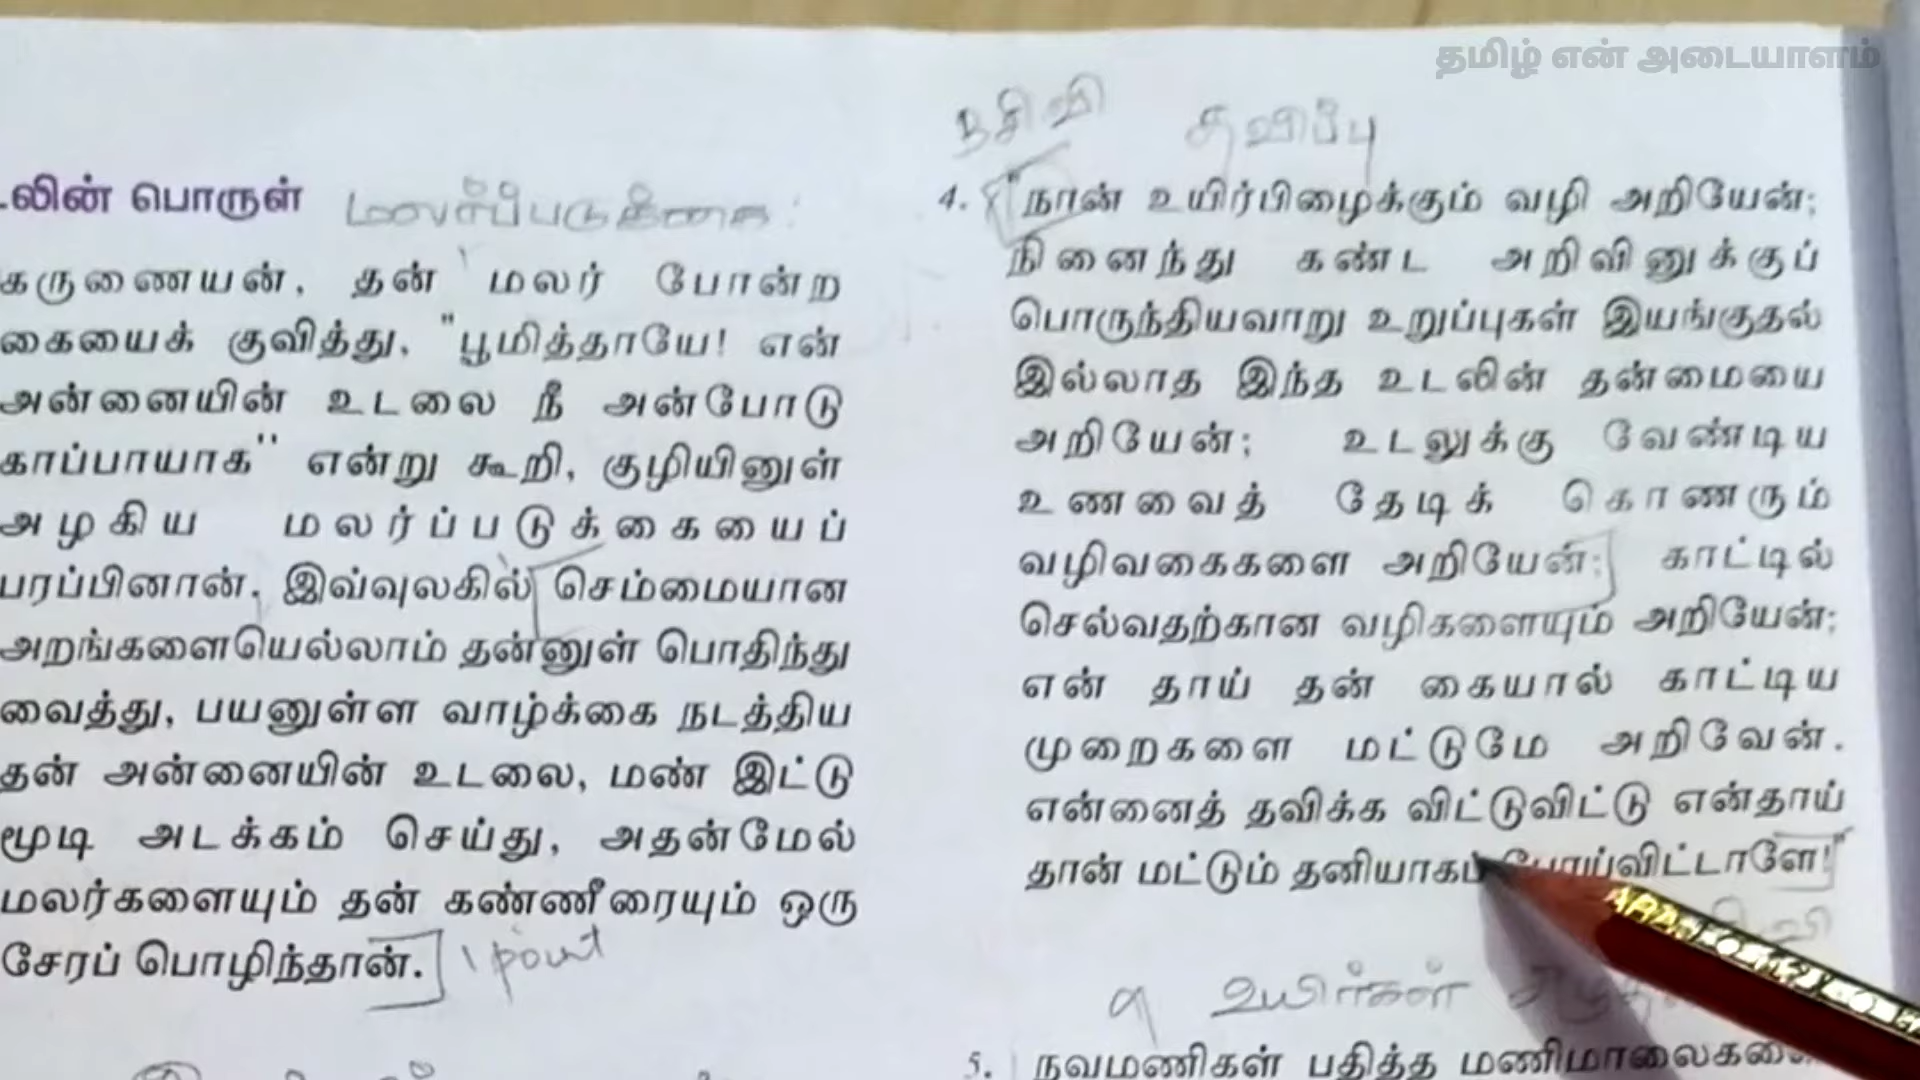 தமிழ் என் அடையாளம்
லின் பொருள் மலர்ப்படுக்கை
கருணையன், தன் மலர் போன்ற
கையைக் குவித்து, "பூமித்தாயே! என்
அன்னையின் உடலை நீ அன்போடு
காப்பாயாக" என்று கூறி, குழியினுள்
அழகிய மலர்ப்படுக்கையைப்
பரப்பினான். இவ்வுலகில் செம்மையான
அறங்களையெல்லாம் தன்னுள் பொதிந்து
வைத்து, பயனுள்ள வாழ்க்கை நடத்திய
தன் அன்னையின் உடலை, மண் இட்டு
மூடி அடக்கம் செய்து, அதன்மேல்
மலர்களையும் தன் கண்ணீரையும் ஒரு
சேரப் பொழிந்தான். 1 point
தவிப்பு
4. "நான் உயிர்பிழைக்கும் வழி அறியேன்;
நினைந்து கண்ட அறிவினுக்குப்
பொருந்தியவாறு உறுப்புகள் இயங்குதல்
இல்லாத இந்த உடலின் தன்மையை
அறியேன்; உடலுக்கு வேண்டிய
உணவைத் தேடிக் கொணரும்
வழிவகைகளை அறியேன்; காட்டில்
செல்வதற்கான வழிகளையும் அறியேன்;
என் தாய் தன் கையால் காட்டிய
முறைகளை மட்டுமே அறிவேன்.
என்னைத் தவிக்க விட்டுவிட்டு என்தாய்
தான் மட்டும் தனியாகப் போய்விட்டாளே!"
உயிர்கள்
5. நவமணிகள் பதித்த மணிமாலைகளை